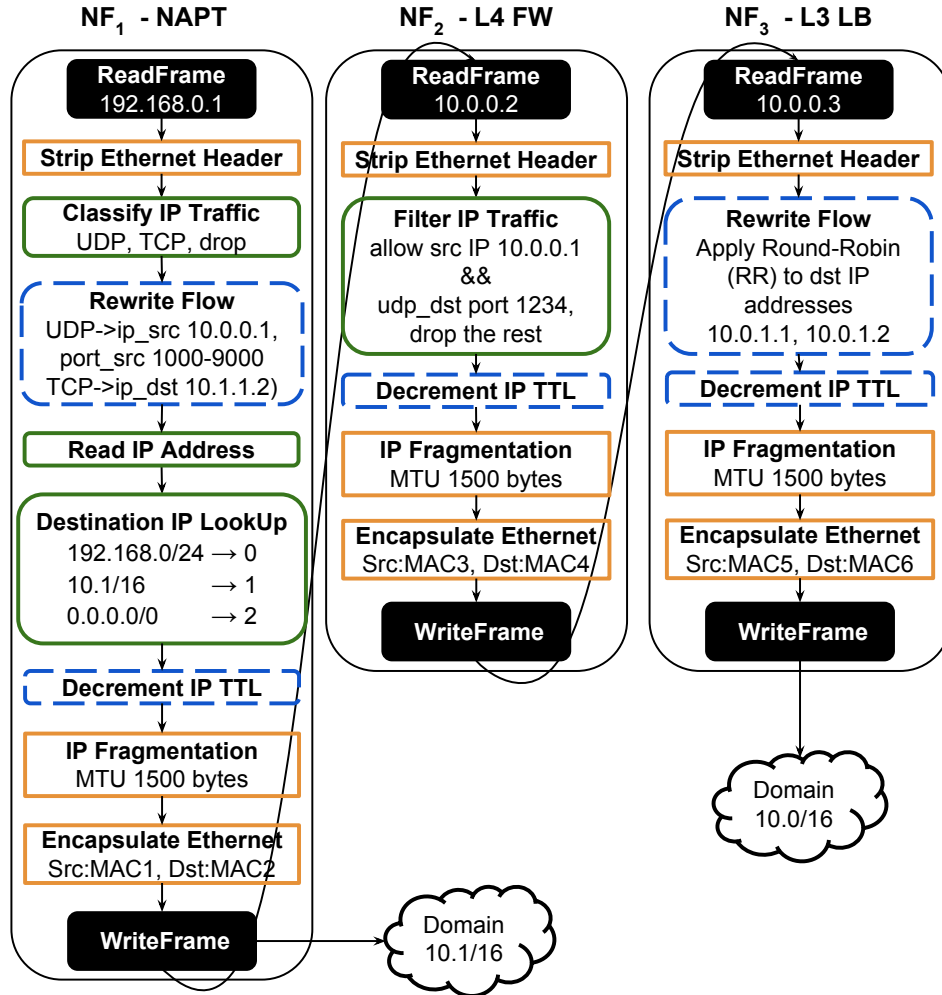 NF1 - NAPT
ReadFrame
192.168.0.1
Strip Ethernet Header
Classify IP Traffic
UDP, TCP, drop
Rewrite Flow
UDP->ip_src 10.0.0.1,
port_src 1000-9000
TCP->ip_dst 10.1.1.2)
Read IP Address
Destination IP LookUp
192.168.0/24 → 0
10.1/16 → 1
0.0.0.0/0 → 2
Decrement IP TTL
IP Fragmentation
MTU 1500 bytes
Encapsulate Ethernet
Src:MAC1, Dst:MAC2
WriteFrame
Domain
10.1/16
NF2 - L4 FW
ReadFrame
10.0.0.2
Strip Ethernet Header
Filter IP Traffic
allow src IP 10.0.0.1
&&
udp_dst port 1234,
drop the rest
Decrement IP TTL
IP Fragmentation
MTU 1500 bytes
Encapsulate Ethernet
Src:MAC3, Dst:MAC4
WriteFrame
NF3 - L3 LB
ReadFrame
10.0.0.3
Strip Ethernet Header
Rewrite Flow
Apply Round-Robin
(RR) to dst IP
addresses
10.0.1.1, 10.0.1.2
Decrement IP TTL
IP Fragmentation
MTU 1500 bytes
Encapsulate Ethernet
Src:MAC5, Dst:MAC6
WriteFrame
Domain
10.0/16